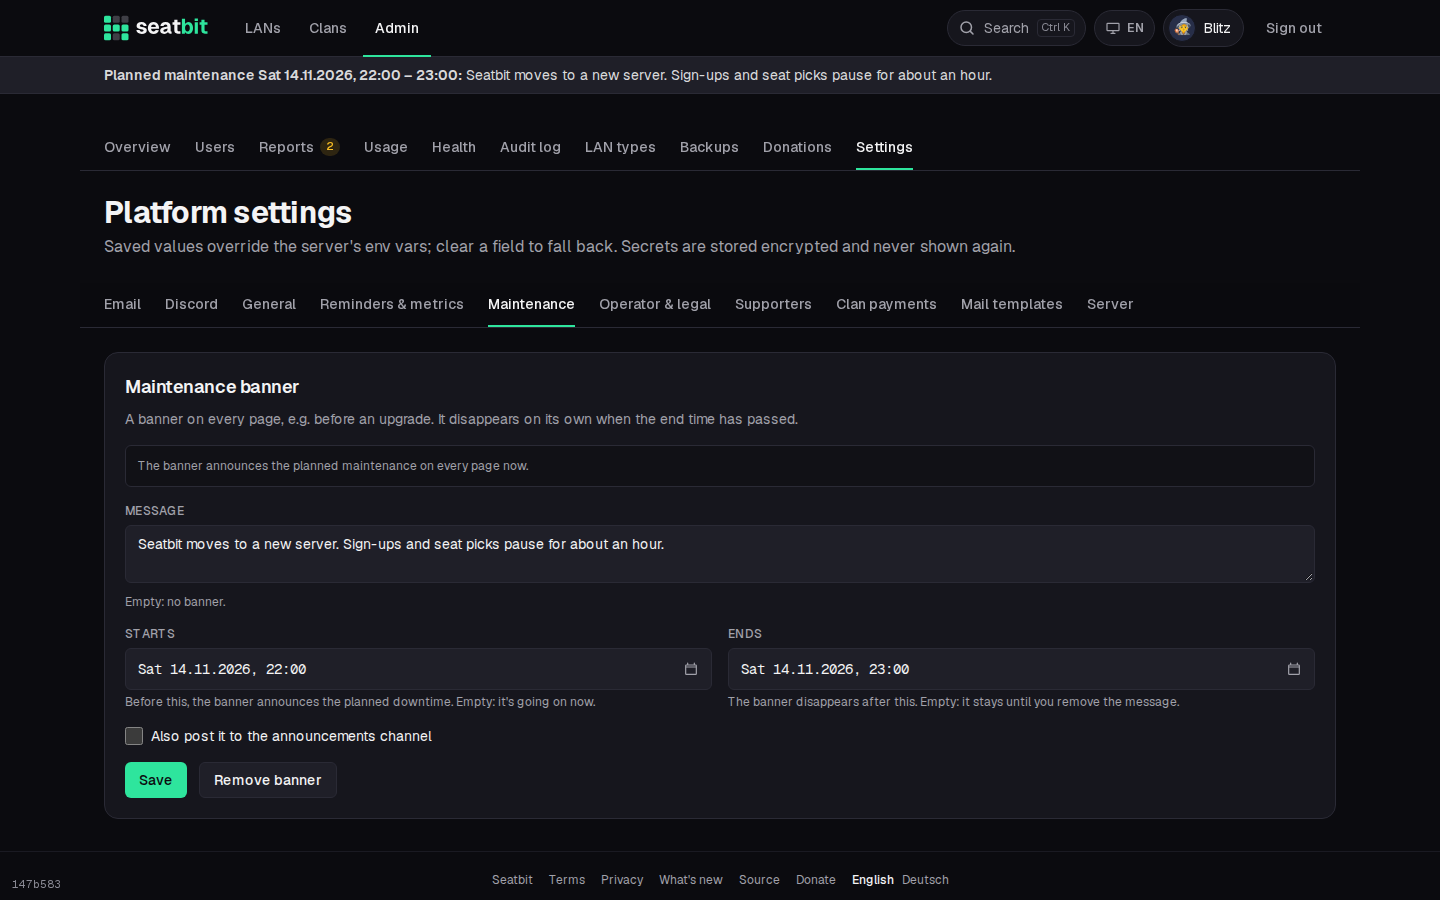 seatbit LANs Clans Admin Search Ctrl K EN Blitz Sign out
Planned maintenance Sat 14.11.2026, 22:00 – 23:00: Seatbit moves to a new server. Sign-ups and seat picks pause for about an hour.
Overview Users Reports 2 Usage Health Audit log LAN types Backups Donations Settings
Platform settings
Saved values override the server's env vars; clear a field to fall back. Secrets are stored encrypted and never shown again.
Email Discord General Reminders & metrics Maintenance Operator & legal Supporters Clan payments Mail templates Server
Maintenance banner
A banner on every page, e.g. before an upgrade. It disappears on its own when the end time has passed.
The banner announces the planned maintenance on every page now.
MESSAGE
Seatbit moves to a new server. Sign-ups and seat picks pause for about an hour.
Empty: no banner.
STARTS ENDS
Sat 14.11.2026, 22:00 Sat 14.11.2026, 23:00
Before this, the banner announces the planned downtime. Empty: it's going on now. The banner disappears after this. Empty: it stays until you remove the message.
Also post it to the announcements channel
Save Remove banner
147b583 Seatbit Terms Privacy What's new Source Donate English Deutsch